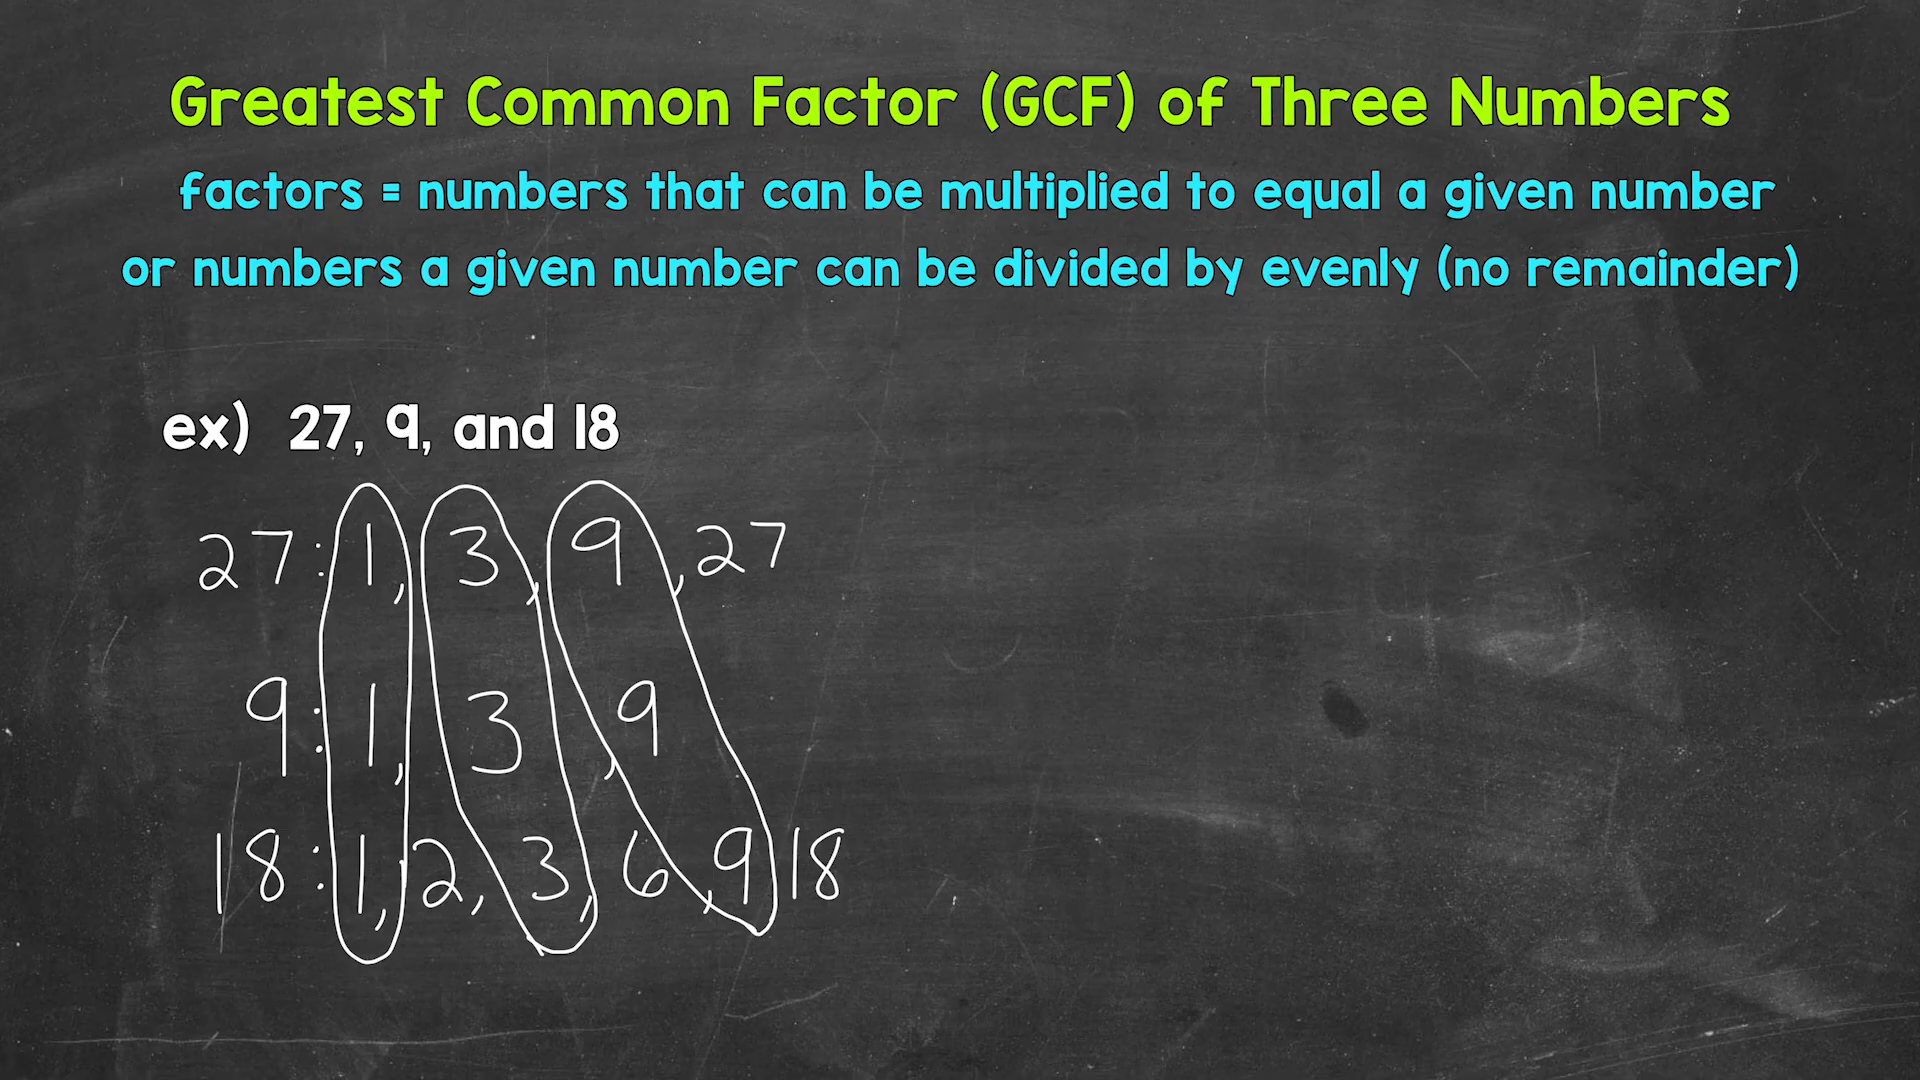 Greatest Common Factor (GCF) of Three Numbers
factors = numbers that can be multiplied to equal a given number
or numbers a given number can be divided by evenly (no remainder)
ex) 27, 9, and 18
27: 1, 3, 9, 27
9: 1, 3, 9
18: 1, 2, 3, 6, 9 18